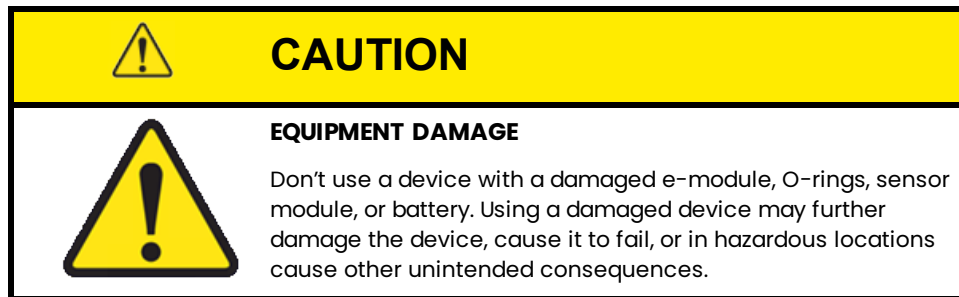 CAUTION
EQUIPMENT DAMAGE
Don’t use a device with a damaged e-module, O-rings, sensor
module, or battery. Using a damaged device may further
damage the device, cause it to fail, or in hazardous locations
cause other unintended consequences.